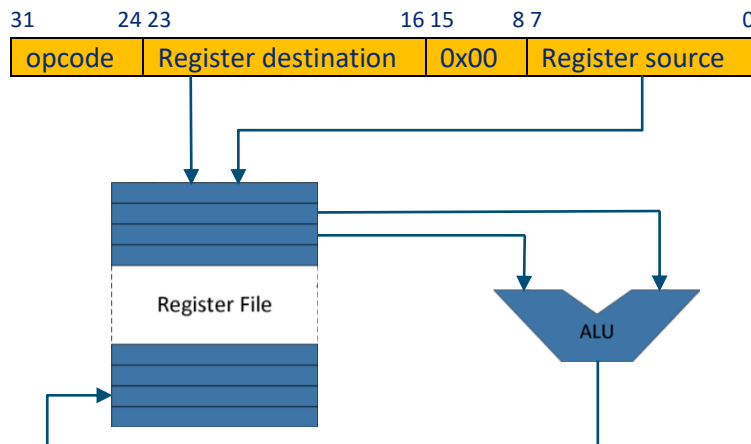 31 24 23 16 15 8 7 0
opcode Register destination 0x00 Register source
Register File
ALU